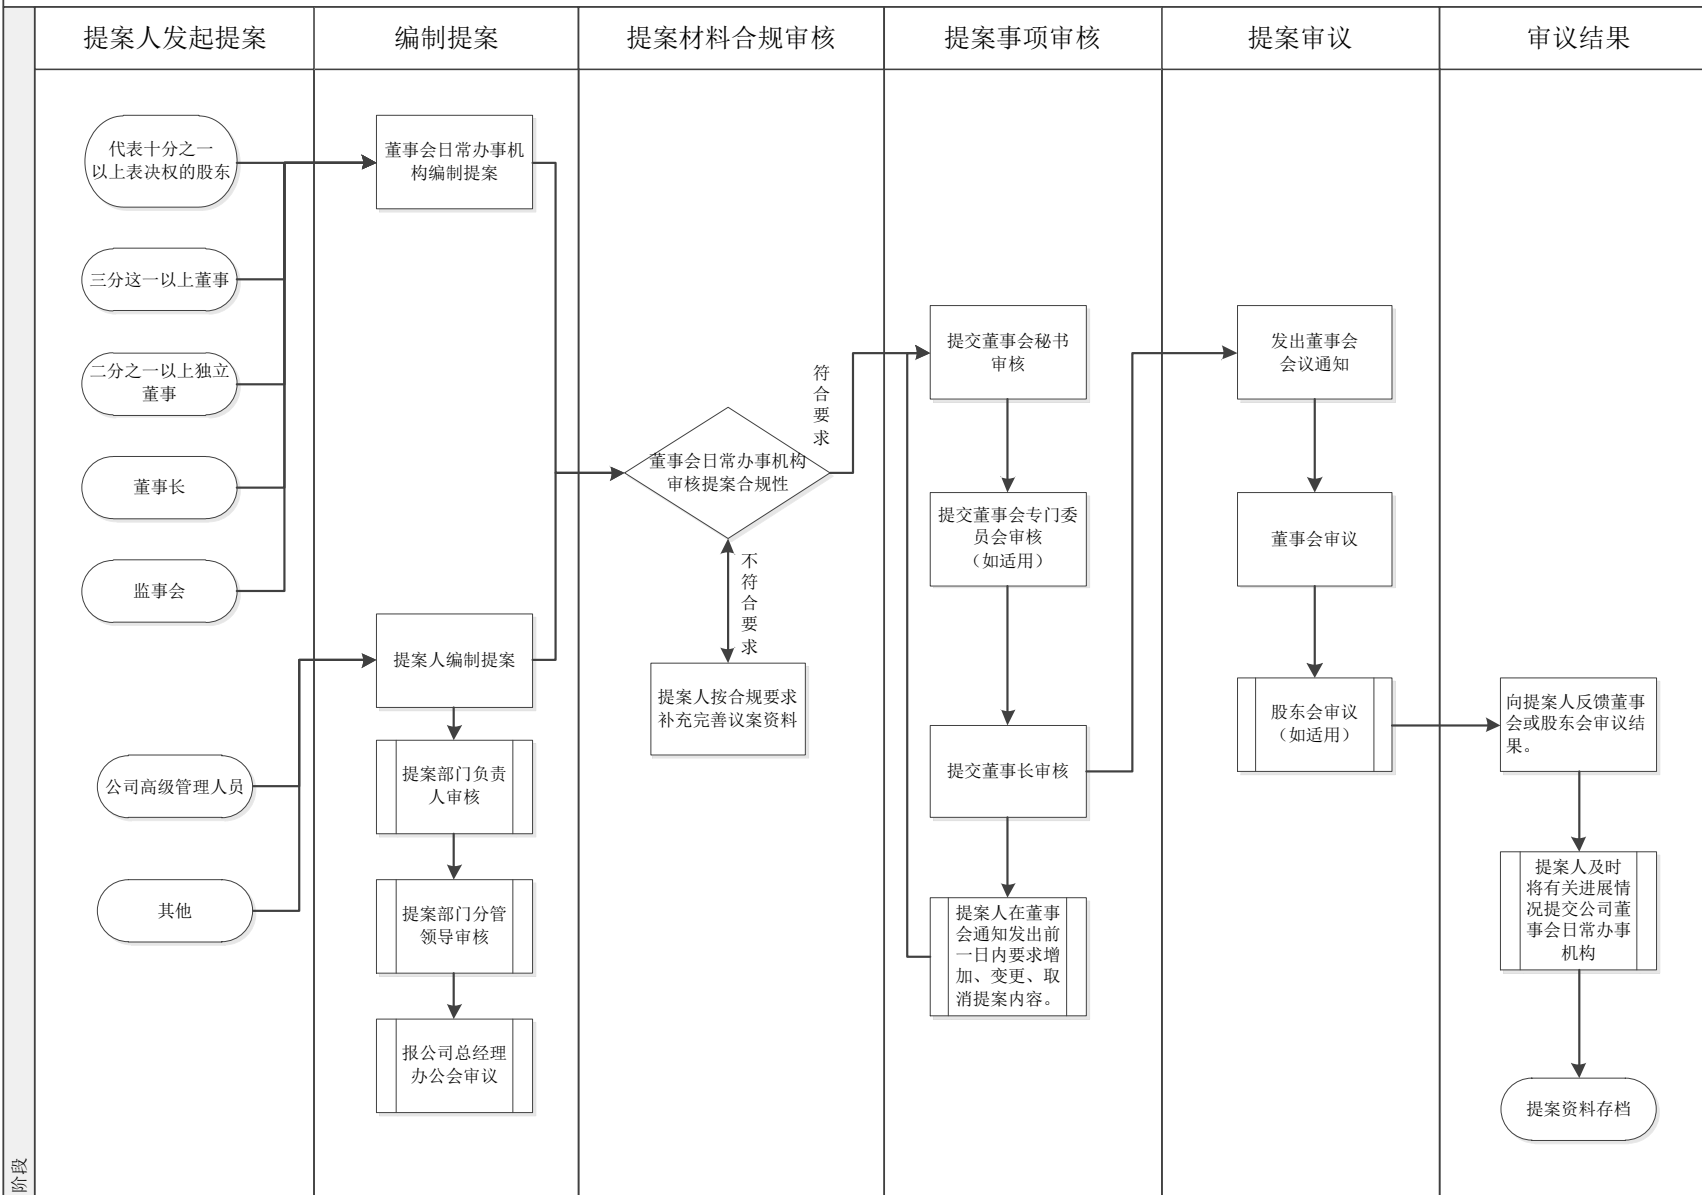 提案人发起提案
编制提案
提案材料合规审核
提案事项审核
提案审议
审议结果
代表十分之一
以上表决权的股东
三分这一以上董事
二分之一以上独立
董事
董事长
监事会
公司高级管理人员
其他
董事会日常办事机
构编制提案
提案人编制提案
提案部门负责
人审核
提案部门分管
领导审核
报公司总经理
办公会审议
董事会日常办事机构
审核提案合规性
符合要求
不符合要求
提案人按合规要求
补充完善议案资料
提交董事会秘书
审核
提交董事会专门委
员会审核
（如适用）
提交董事长审核
提案人在董事
会通知发出前
一日内要求增
加、变更、取
消提案内容。
发出董事会
会议通知
董事会审议
股东会审议
（如适用）
向提案人反馈董事
会或股东会审议结
果。
提案人及时
将有关进展情
况提交公司董
事会日常办事
机构
提案资料存档
阶段